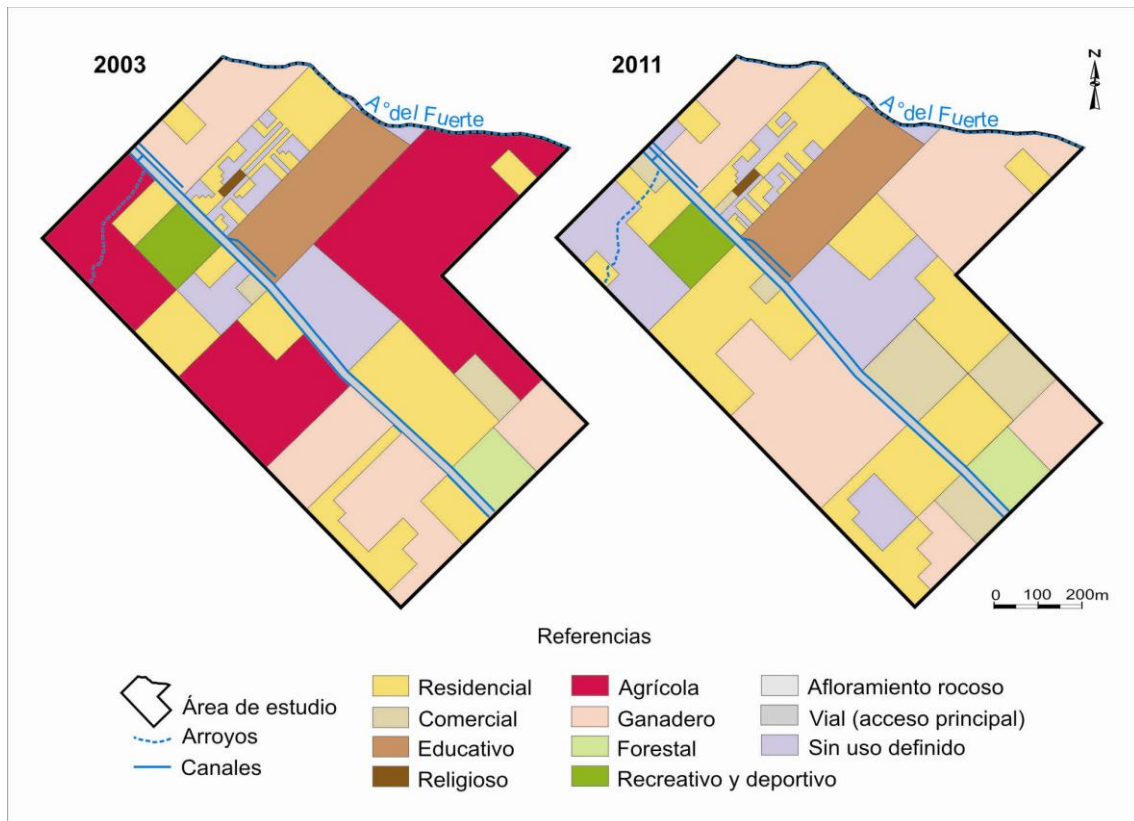 2003
2011
N
A° del Fuerte
A° del Fuerte
0 100 200m
Referencias
Área de estudio
Arroyos
Canales
Residencial
Comercial
Educativo
Religioso
Agrícola
Ganadero
Forestal
Recreativo y deportivo
Afloramiento rocoso
Vial (acceso principal)
Sin uso definido